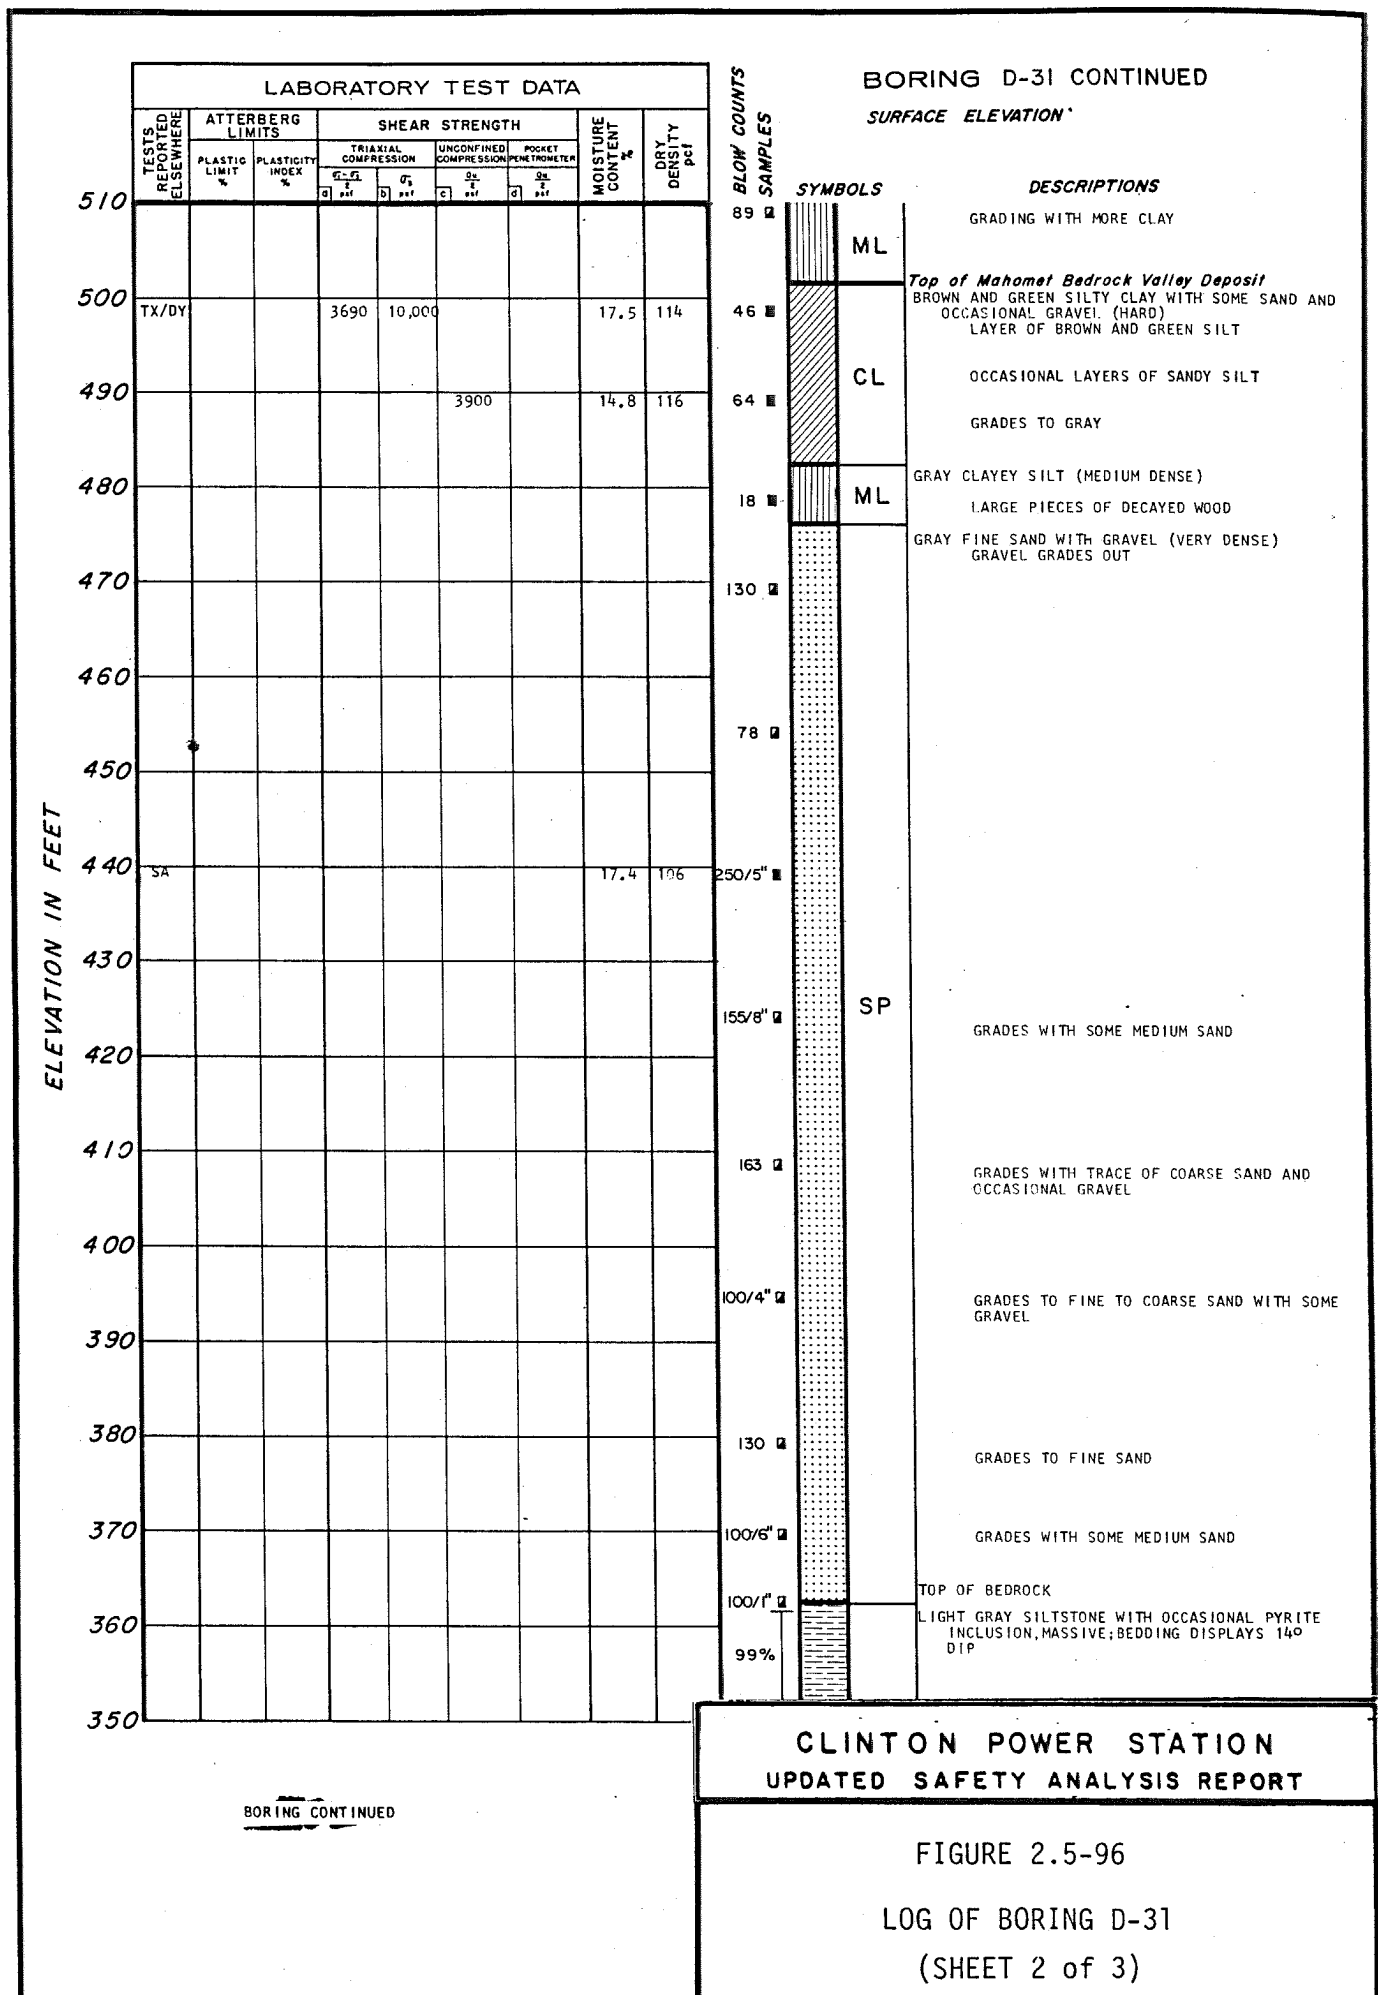 LABORATORY TEST DATA
TESTS REPORTED ELSEWHERE
ATTERBERG LIMITS
SHEAR STRENGTH
MOISTURE CONTENT %
DRY DENSITY pcf
PLASTIC LIMIT %
PLASTICITY INDEX %
TRIAXIAL COMPRESSION
UNCONFINED COMPRESSION
POCKET PENETROMETER
a psf
b psf
c psf
d psf
BLOW COUNTS
SAMPLES
BORING D-31 CONTINUED
SURFACE ELEVATION
SYMBOLS
DESCRIPTIONS
ELEVATION IN FEET
510
89
GRADING WITH MORE CLAY
ML
Top of Mahomet Bedrock Valley Deposit
500
TX/DY 3690 10,000 17.5 114
46
BROWN AND GREEN SILTY CLAY WITH SOME SAND AND
OCCASIONAL GRAVEL (HARD)
LAYER OF BROWN AND GREEN SILT
CL
OCCASIONAL LAYERS OF SANDY SILT
490
3900 14.8 116
64
GRADES TO GRAY
480
GRAY CLAYEY SILT (MEDIUM DENSE)
18
ML
LARGE PIECES OF DECAYED WOOD
GRAY FINE SAND WITH GRAVEL (VERY DENSE)
GRAVEL GRADES OUT
470
130
460
78
450
440
SA 17.4 106
250/5"
430
SP
155/8"
GRADES WITH SOME MEDIUM SAND
420
410
163
GRADES WITH TRACE OF COARSE SAND AND
OCCASIONAL GRAVEL
400
100/4"
GRADES TO FINE TO COARSE SAND WITH SOME
GRAVEL
390
380
130
GRADES TO FINE SAND
370
100/6"
GRADES WITH SOME MEDIUM SAND
TOP OF BEDROCK
100/1"
360
LIGHT GRAY SILTSTONE WITH OCCASIONAL PYRITE
INCLUSION, MASSIVE; BEDDING DISPLAYS 14°
DIP
99%
350
CLINTON POWER STATION
UPDATED SAFETY ANALYSIS REPORT
BORING CONTINUED
FIGURE 2.5-96
LOG OF BORING D-31
(SHEET 2 of 3)